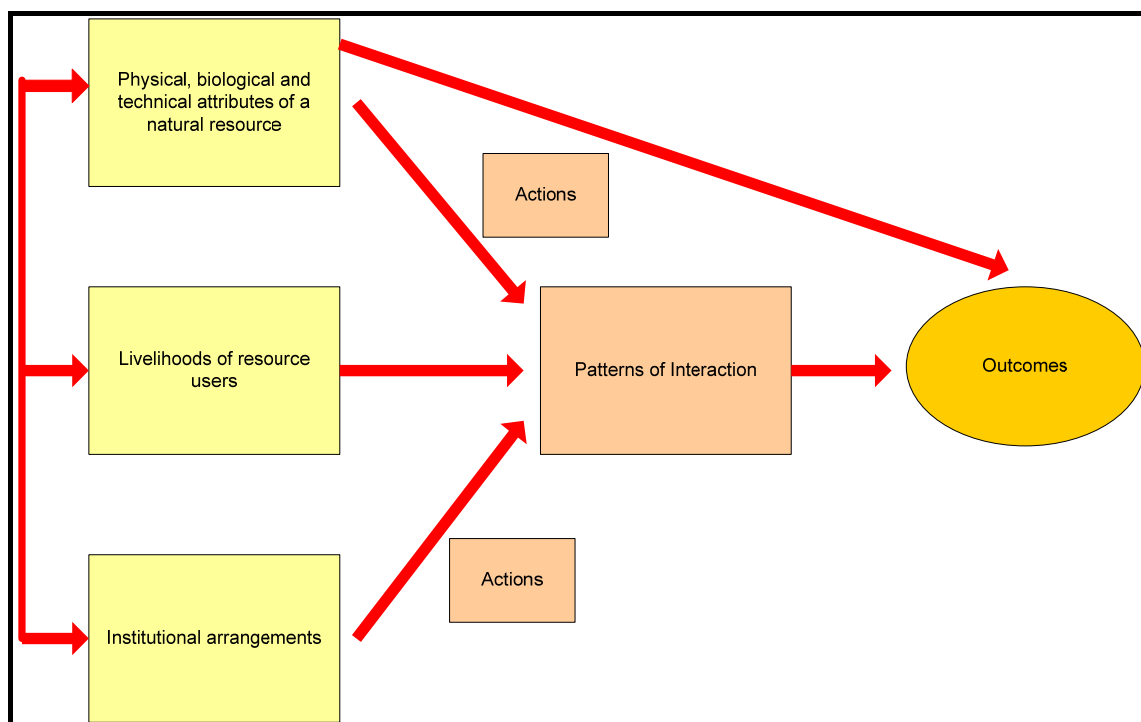 Physical, biological and
technical attributes of a
natural resource
Actions
Livelihoods of resource
users
Patterns of Interaction
Outcomes
Actions
Institutional arrangements